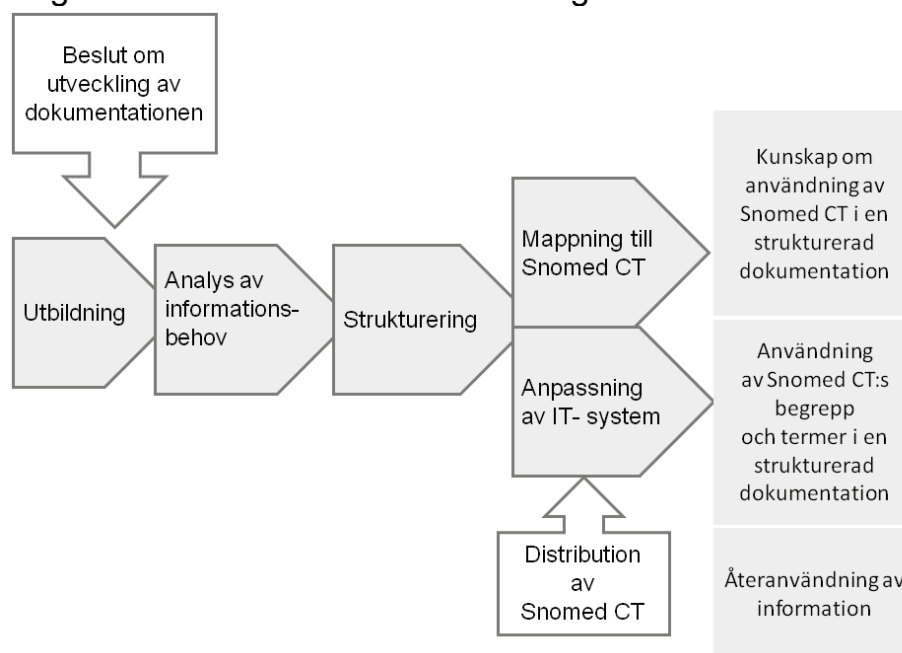 Beslut om
utveckling av
dokumentationen
Utbildning
Analys av
informations-
behov
Strukturering
Mappning till
Snomed CT
Anpassning
av IT- system
Distribution
av
Snomed CT
Kunskap om
användning av
Snomed CT i en
strukturerad
dokumentation
Användning
av Snomed CT:s
begrepp
och termer i en
strukturerad
dokumentation
Återanvändning av
information